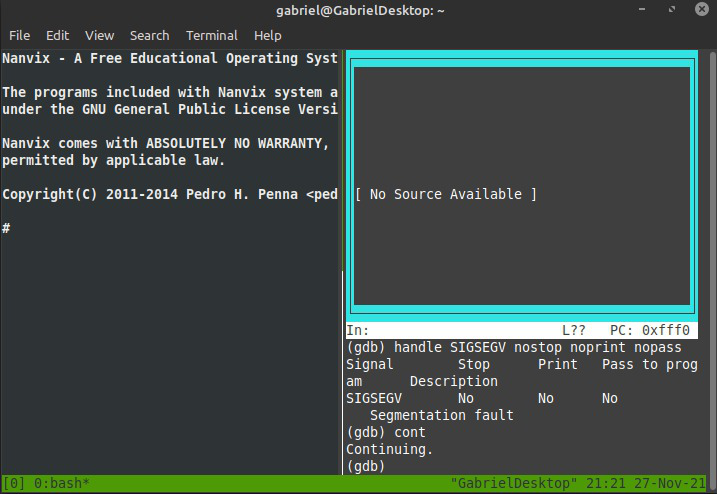 gabriel@GabrielDesktop: ~
File Edit View Search Terminal Help
Nanvix - A Free Educational Operating Syst
The programs included with Nanvix system a
under the GNU General Public License Versi
Nanvix comes with ABSOLUTELY NO WARRANTY,
permitted by applicable law.
Copyright(C) 2011-2014 Pedro H. Penna <ped
#
[ No Source Available ]
In: L?? PC: 0xfff0
(gdb) handle SIGSEGV nostop noprint nopass
Signal Stop Print Pass to prog
am Description
SIGSEGV No No No
Segmentation fault
(gdb) cont
Continuing.
(gdb)
[0] 0:bash* "GabrielDesktop" 21:21 27-Nov-21